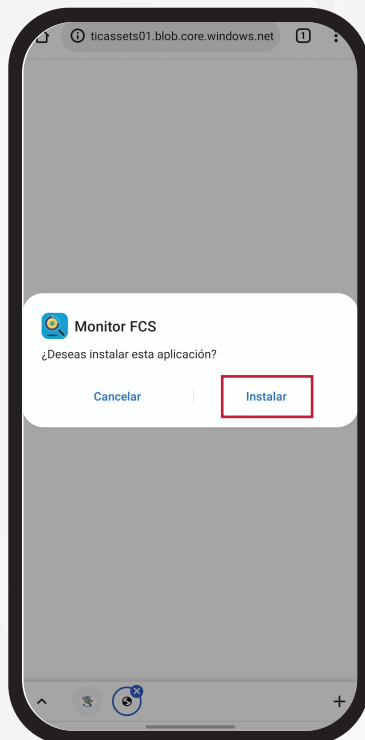 ticassets01.blob.core.windows.net
1
Monitor FCS
¿Deseas instalar esta aplicación?
Cancelar
Instalar